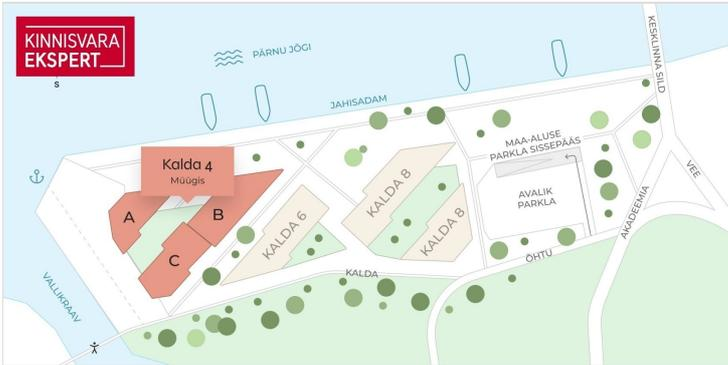 KINNISVARA
EKSPERT
S
PÄRNU JÕGI
JAHISADAM
KESKLINNA SILD
Kalda 4
Müügis
MAA-ALUSE
PARKLA SISSEPÄÄS
VEE
A
B
C
KALDA 6
KALDA 8
KALDA 8
AVALIK
PARKLA
AKADEEMIA
ÕHTU
KALDA
VALLIKRAAV